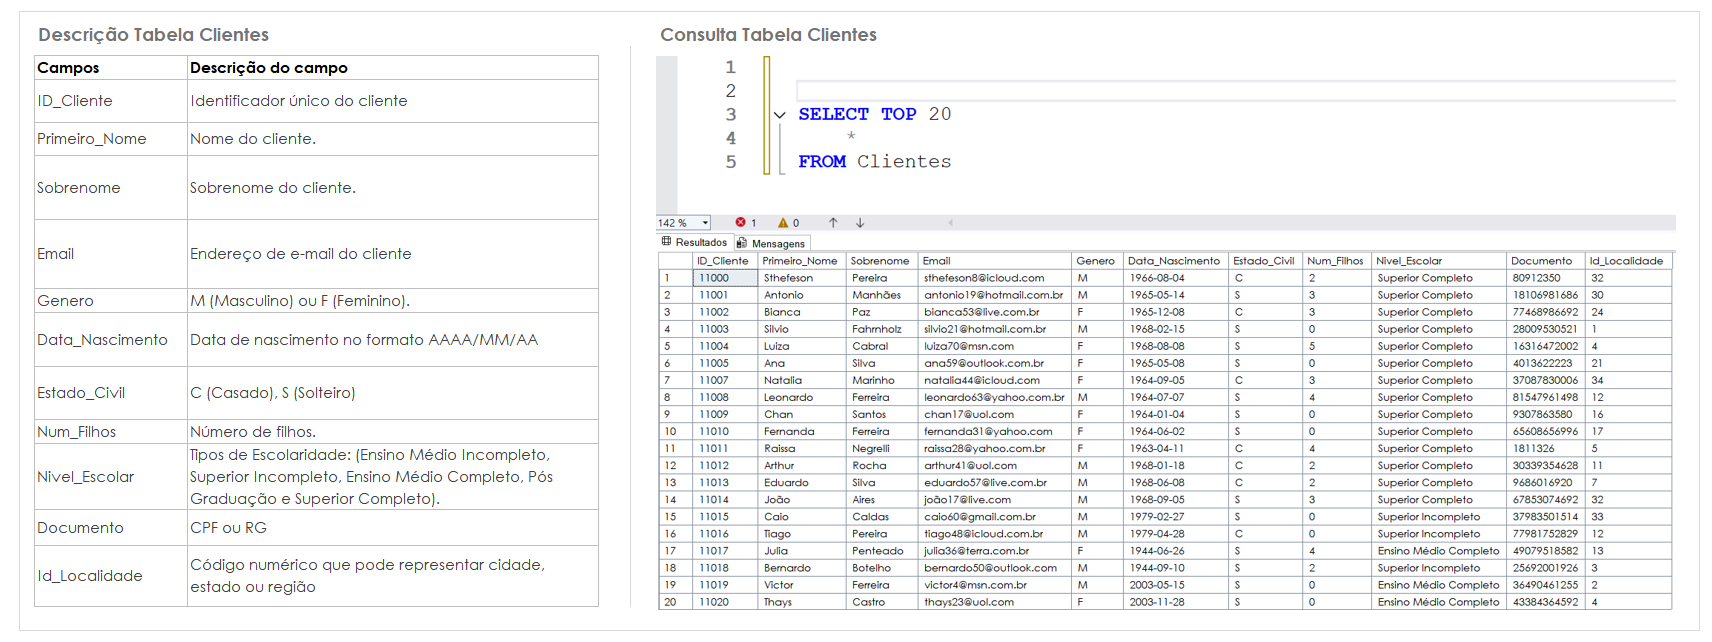 Descrição Tabela Clientes
Campos Descrição do campo
ID_Cliente Identificador único do cliente
Primeiro_Nome Nome do cliente.
Sobrenome Sobrenome do cliente.
Email Endereço de e-mail do cliente
Genero M (Masculino) ou F (Feminino).
Data_Nascimento Data de nascimento no formato AAAA/MM/AA
Estado_Civil C (Casado), S (Solteiro)
Num_Filhos Número de filhos.
Nivel_Escolar Tipos de Escolaridade: (Ensino Médio Incompleto,
Superior Incompleto, Ensino Médio Completo, Pós
Graduação e Superior Completo).
Documento CPF ou RG
Id_Localidade Código numérico que pode representar cidade,
estado ou região
Consulta Tabela Clientes
1
2
3 SELECT TOP 20
4 *
5 FROM Clientes
142 % 1 0
Resultados Mensagens
ID_Cliente Primeiro_Nome Sobrenome Email Genero Data_Nascimento Estado_Civil Num_Filhos Nivel_Escolar Documento Id_Localidade
1 11000 Sthefeson Pereira sthefeson8@icloud.com M 1966-08-04 C 2 Superior Completo 80912350 32
2 11001 Antonio Manhães antonio19@hotmail.com.br M 1965-05-14 S 3 Superior Completo 18106981686 30
3 11002 Bianca Paz bianca53@live.com.br F 1965-12-08 C 3 Superior Completo 77468986692 24
4 11003 Silvio Fahrnholz silvio21@hotmail.com.br M 1968-02-15 S 0 Superior Completo 28009530521 1
5 11004 Luiza Cabral luiza70@msn.com F 1968-08-08 S 5 Superior Completo 16316472002 4
6 11005 Ana Silva ana59@outlook.com.br F 1965-05-08 S 0 Superior Completo 4013622223 21
7 11007 Natalia Marinho natalia44@icloud.com F 1964-09-05 C 3 Superior Completo 37087830006 34
8 11008 Leonardo Ferreira leonardo63@yahoo.com.br M 1964-07-07 S 4 Superior Completo 81547961498 12
9 11009 Chan Santos chan17@uol.com F 1964-01-04 S 0 Superior Completo 9307863580 16
10 11010 Fernanda Ferreira fernanda31@yahoo.com F 1964-06-02 S 0 Superior Completo 65608656996 17
11 11011 Raissa Negrelli raissa28@yahoo.com.br F 1963-04-11 C 4 Superior Completo 1811326 5
12 11012 Arthur Rocha arthur41@uol.com M 1968-01-18 C 2 Superior Completo 30339354628 11
13 11013 Eduardo Silva eduardo57@live.com.br M 1968-06-08 C 2 Superior Completo 9686016920 7
14 11014 João Aires joão17@live.com M 1968-09-05 S 3 Superior Completo 67853074692 32
15 11015 Caio Caldas caio60@gmail.com.br M 1979-02-27 S 0 Superior Incompleto 37983501514 33
16 11016 Tiago Pereira tiago48@icloud.com.br M 1979-04-28 C 0 Superior Incompleto 77981752829 12
17 11017 Julia Penteado julia36@terra.com.br F 1944-06-26 S 4 Ensino Médio Completo 49079518582 13
18 11018 Bernardo Botelho bernardo50@outlook.com M 1944-09-10 S 2 Superior Incompleto 25692001926 3
19 11019 Victor Ferreira victor4@msn.com.br M 2003-05-15 S 0 Ensino Médio Completo 36490461255 2
20 11020 Thays Castro thays23@uol.com F 2003-11-28 S 0 Ensino Médio Completo 43384364592 4